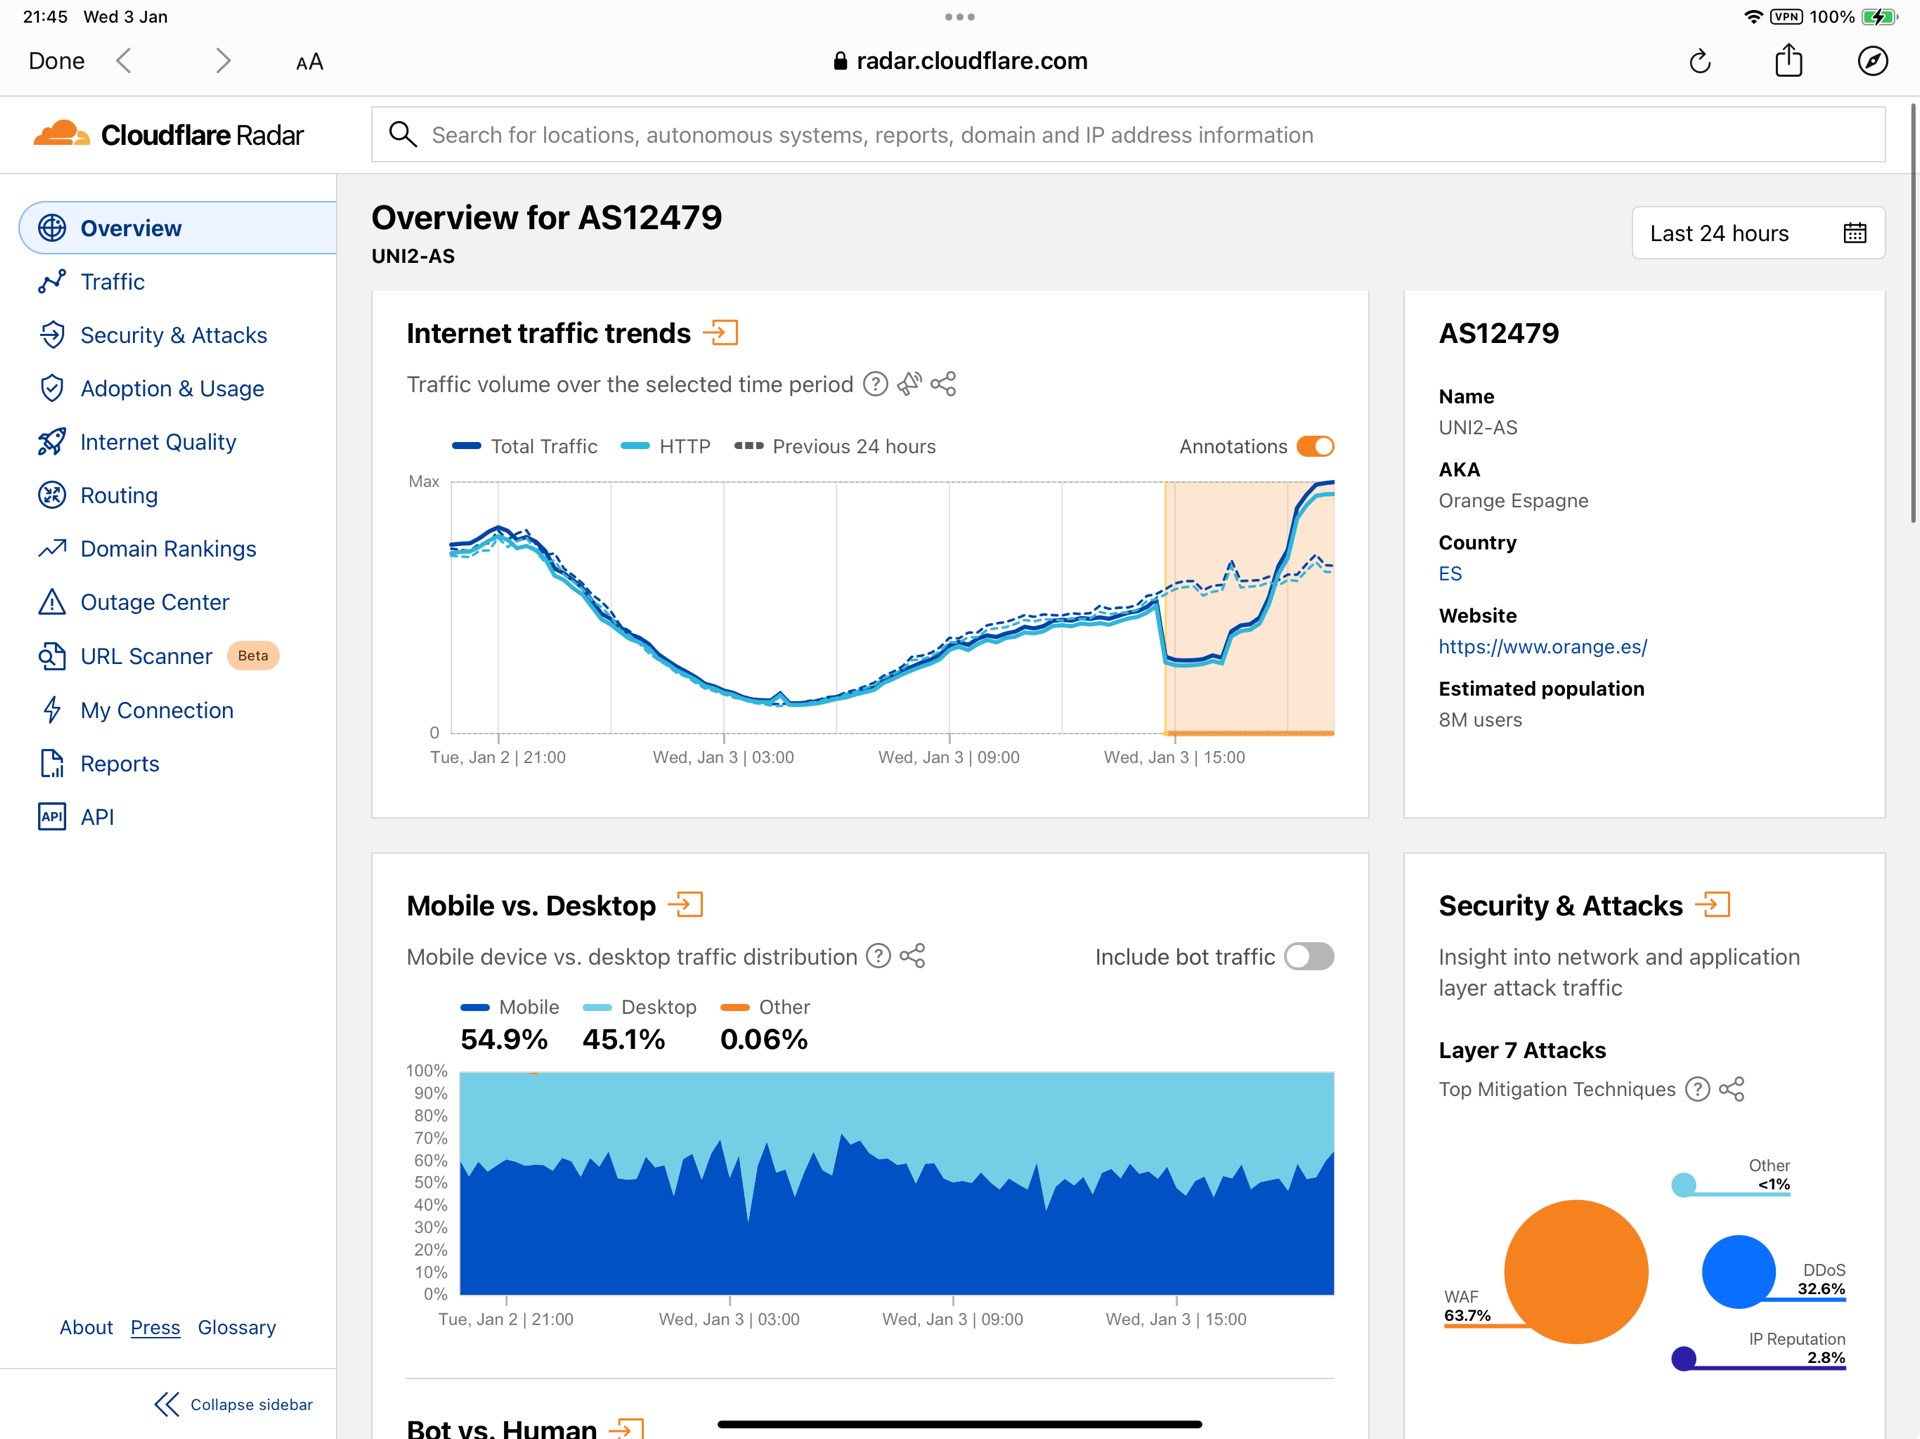 21:45 Wed 3 Jan
VPN 100%
Done
AA
radar.cloudflare.com
Cloudflare Radar
Search for locations, autonomous systems, reports, domain and IP address information
Overview
Traffic
Security & Attacks
Adoption & Usage
Internet Quality
Routing
Domain Rankings
Outage Center
URL Scanner Beta
My Connection
Reports
API API
About Press Glossary
Collapse sidebar
Overview for AS12479
UNI2-AS
Last 24 hours
Internet traffic trends
Traffic volume over the selected time period ?
Total Traffic HTTP Previous 24 hours
Annotations
Max
0
Tue, Jan 2 | 21:00 Wed, Jan 3 | 03:00 Wed, Jan 3 | 09:00 Wed, Jan 3 | 15:00
AS12479
Name
UNI2-AS
AKA
Orange Espagne
Country
ES
Website
https://www.orange.es/
Estimated population
8M users
Mobile vs. Desktop
Mobile device vs. desktop traffic distribution ?
Include bot traffic
Mobile Desktop Other
54.9% 45.1% 0.06%
100%
90%
80%
70%
60%
50%
40%
30%
20%
10%
0%
Tue, Jan 2 | 21:00 Wed, Jan 3 | 03:00 Wed, Jan 3 | 09:00 Wed, Jan 3 | 15:00
Bot vs. Human
Security & Attacks
Insight into network and application
layer attack traffic
Layer 7 Attacks
Top Mitigation Techniques ?
Other
<1%
DDoS
32.6%
WAF
63.7%
IP Reputation
2.8%